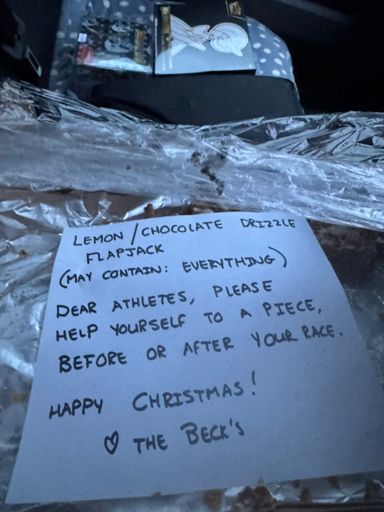 LEMON / CHOCOLATE DRIZZLE
FLAPJACK
(MAY CONTAIN: EVERYTHING)
DEAR ATHLETES, PLEASE
HELP YOURSELF TO A PIECE,
BEFORE OR AFTER YOUR RACE.
HAPPY CHRISTMAS!
♡ THE BECK'S